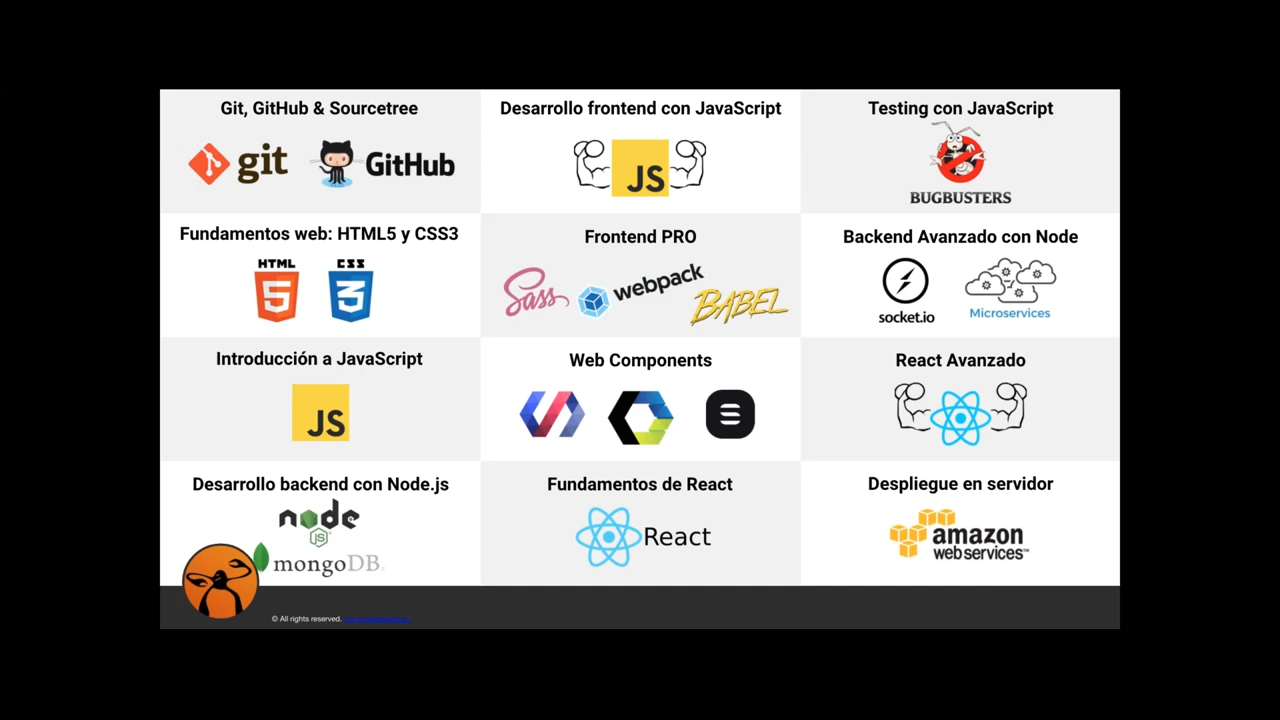 Git, GitHub & Sourcetree
git
GitHub
Desarrollo frontend con JavaScript
JS
Testing con JavaScript
BUGBUSTERS
Fundamentos web: HTML5 y CSS3
HTML
5
CSS
3
Frontend PRO
Sass
webpack
BABEL
Backend Avanzado con Node
socket.io
Microservices
Introducción a JavaScript
JS
Web Components
React Avanzado
Desarrollo backend con Node.js
node
JS
mongoDB
Fundamentos de React
React
Despliegue en servidor
amazon
web services™
© All rights reserved.